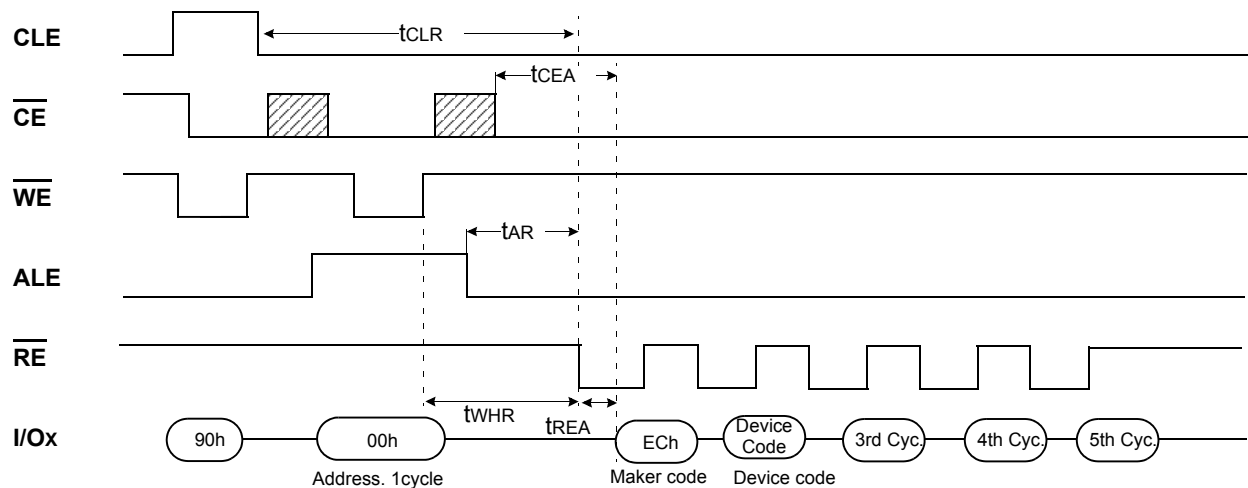 CLE
tCLR
tCEA
CE
WE
tAR
ALE
RE
tWHR
tREA
I/Ox
90h
00h
ECh
Device
Code
3rd Cyc.
4th Cyc.
5th Cyc.
Address. 1cycle
Maker code
Device code